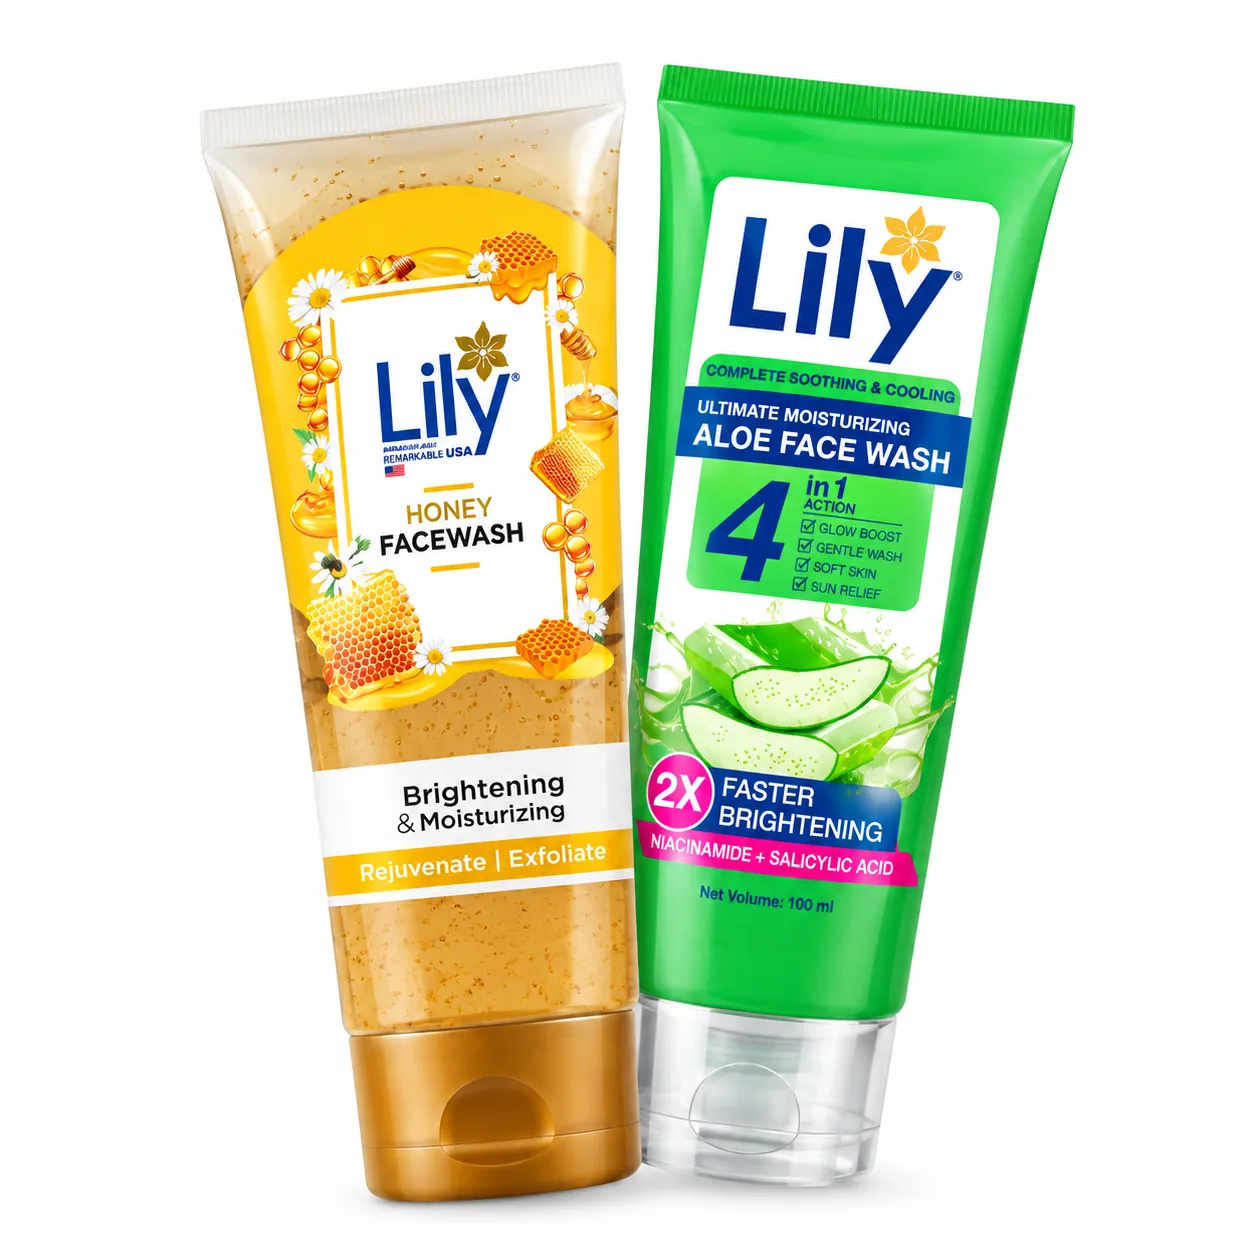 Lily®
REMARKABLE USA
HONEY
FACEWASH
Brightening
& Moisturizing
Rejuvenate | Exfoliate
Lily®
COMPLETE SOOTHING & COOLING
ULTIMATE MOISTURIZING
ALOE FACE WASH
4 in 1
ACTION
GLOW BOOST
GENTLE WASH
SOFT SKIN
SUN RELIEF
2X FASTER
BRIGHTENING
NIACINAMIDE + SALICYLIC ACID
Net Volume: 100 ml